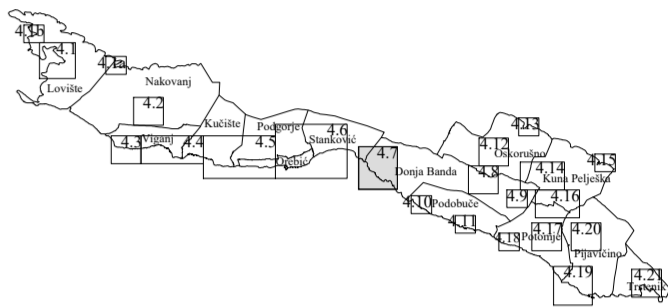 4.1b
4.1
4.1a
Lovište
Nakovanj
4.2
Kučište
Podgorje
4.3
Viganj
4.4
4.5
4.6
Stanković
Orebić
4.7
Donja Banda
4.13
4.12
Oskorušno
4.14
4.15
4.8
Kuna Pelješka
4.9
4.16
4.10
Podobuče
4.11
4.18
4.17
Potomje
4.20
Pijavičino
4.19
4.21
Trstenik